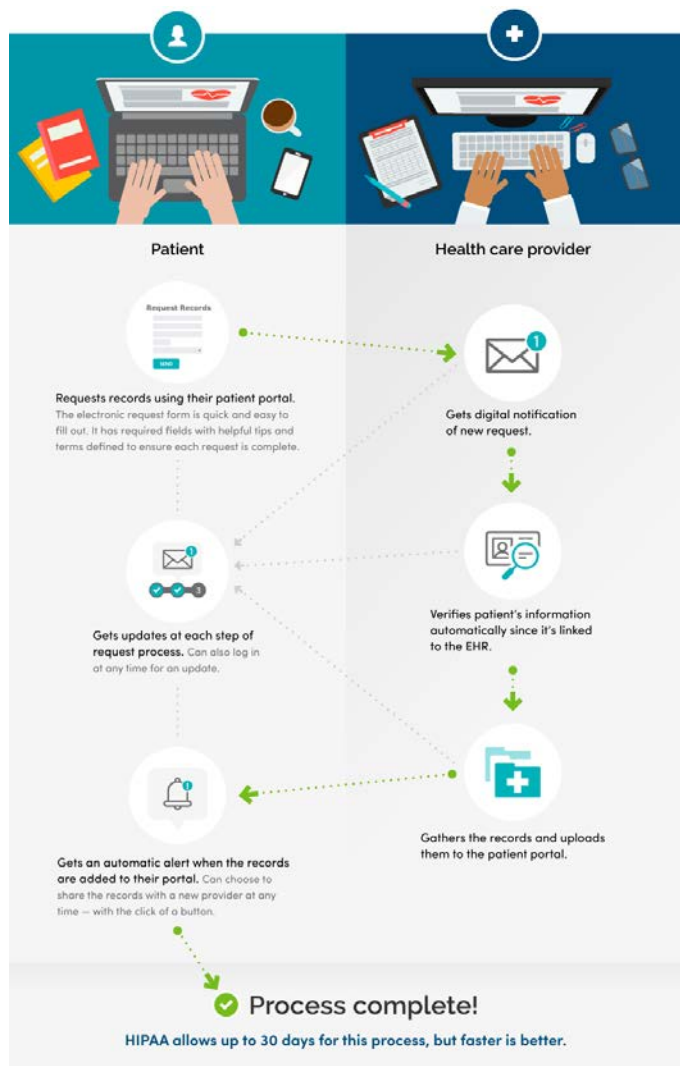 Patient
Health care provider
Request Records
SEND
1
Requests records using their patient portal.
The electronic request form is quick and easy to
fill out. It has required fields with helpful tips and
terms defined to ensure each request is complete.
Gets digital notification
of new request.
1
3
Gets updates at each step of
request process. Can also log in
at any time for an update.
Verifies patient's information
automatically since it's linked
to the EHR.
1
Gets an automatic alert when the records
are added to their portal. Can choose to
share the records with a new provider at any
time — with the click of a button.
Gathers the records and uploads
them to the patient portal.
Process complete!
HIPAA allows up to 30 days for this process, but faster is better.